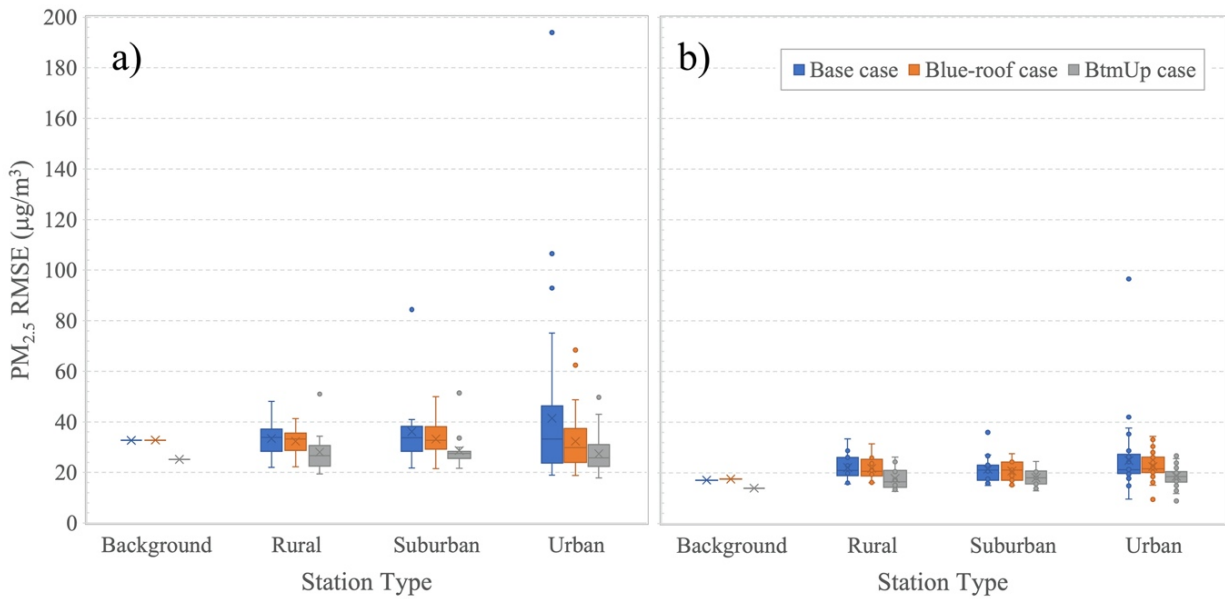 a)
b)
Base case Blue-roof case BtmUp case
PM2.5 RMSE (μg/m³)
200
180
160
140
120
100
80
60
40
20
0
Background Rural Suburban Urban
Background Rural Suburban Urban
Station Type
Station Type